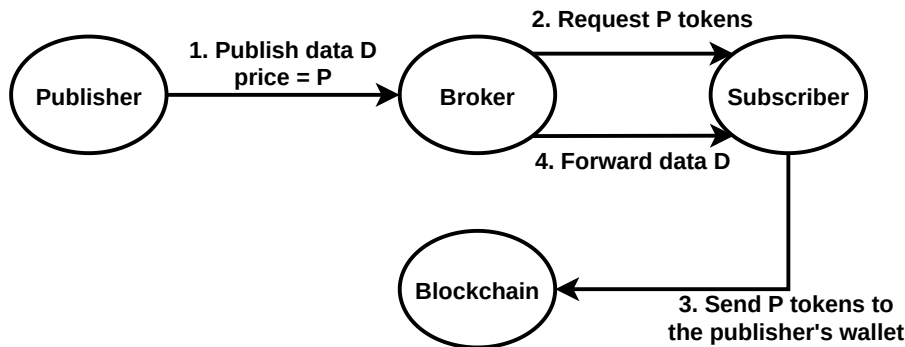 2. Request P tokens
1. Publish data D
price = P
Publisher
Broker
Subscriber
4. Forward data D
Blockchain
3. Send P tokens to
the publisher's wallet